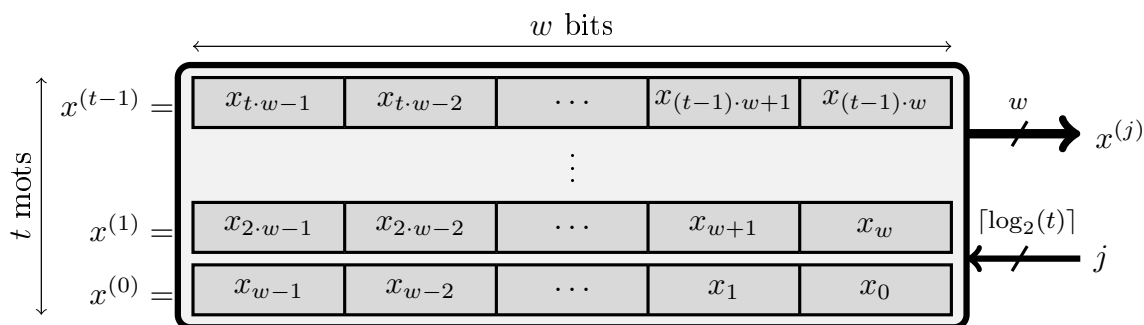 w bits
x^{(t−1)} = x_{t·w−1} x_{t·w−2} ⋯ x_{(t−1)·w+1} x_{(t−1)·w}
w
x^{(j)}
⋮
t mots
x^{(1)} = x_{2·w−1} x_{2·w−2} ⋯ x_{w+1} x_w
⌈log_2(t)⌉
j
x^{(0)} = x_{w−1} x_{w−2} ⋯ x_1 x_0